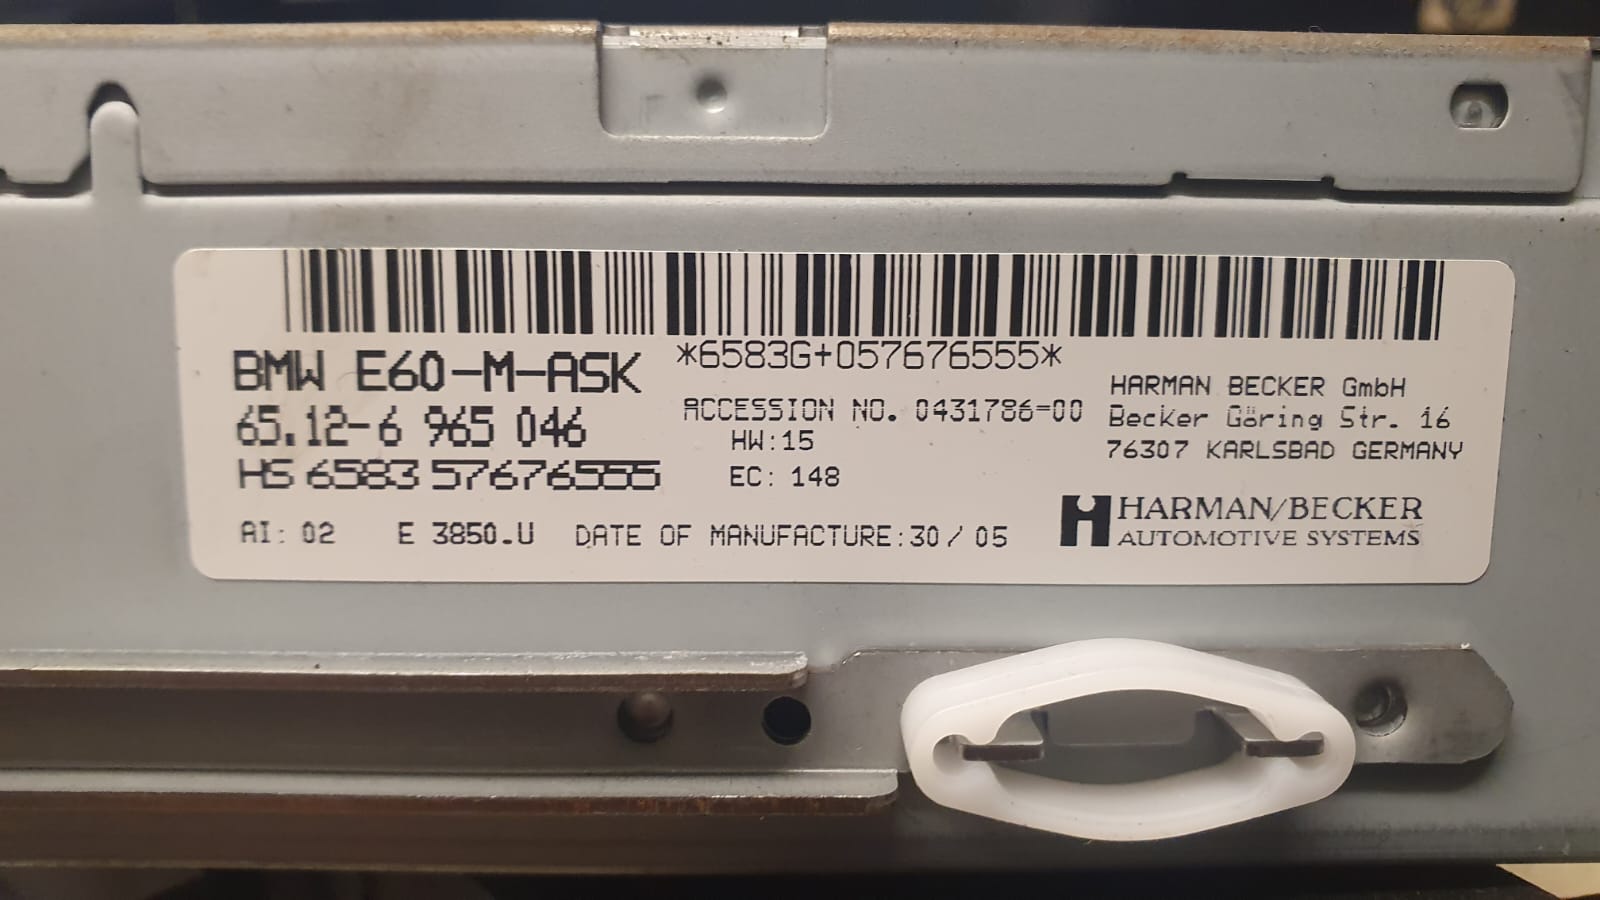 *6583G+057676555*
BMW E60-M-ASK
65.12-6 965 046
HS 6583 57676555
ACCESSION NO. 0431786-00
HW:15
EC: 148
HARMAN BECKER GmbH
Becker Göring Str. 16
76307 KARLSBAD GERMANY
AI: 02 E 3850.U DATE OF MANUFACTURE:30/05
HARMAN/BECKER
AUTOMOTIVE SYSTEMS